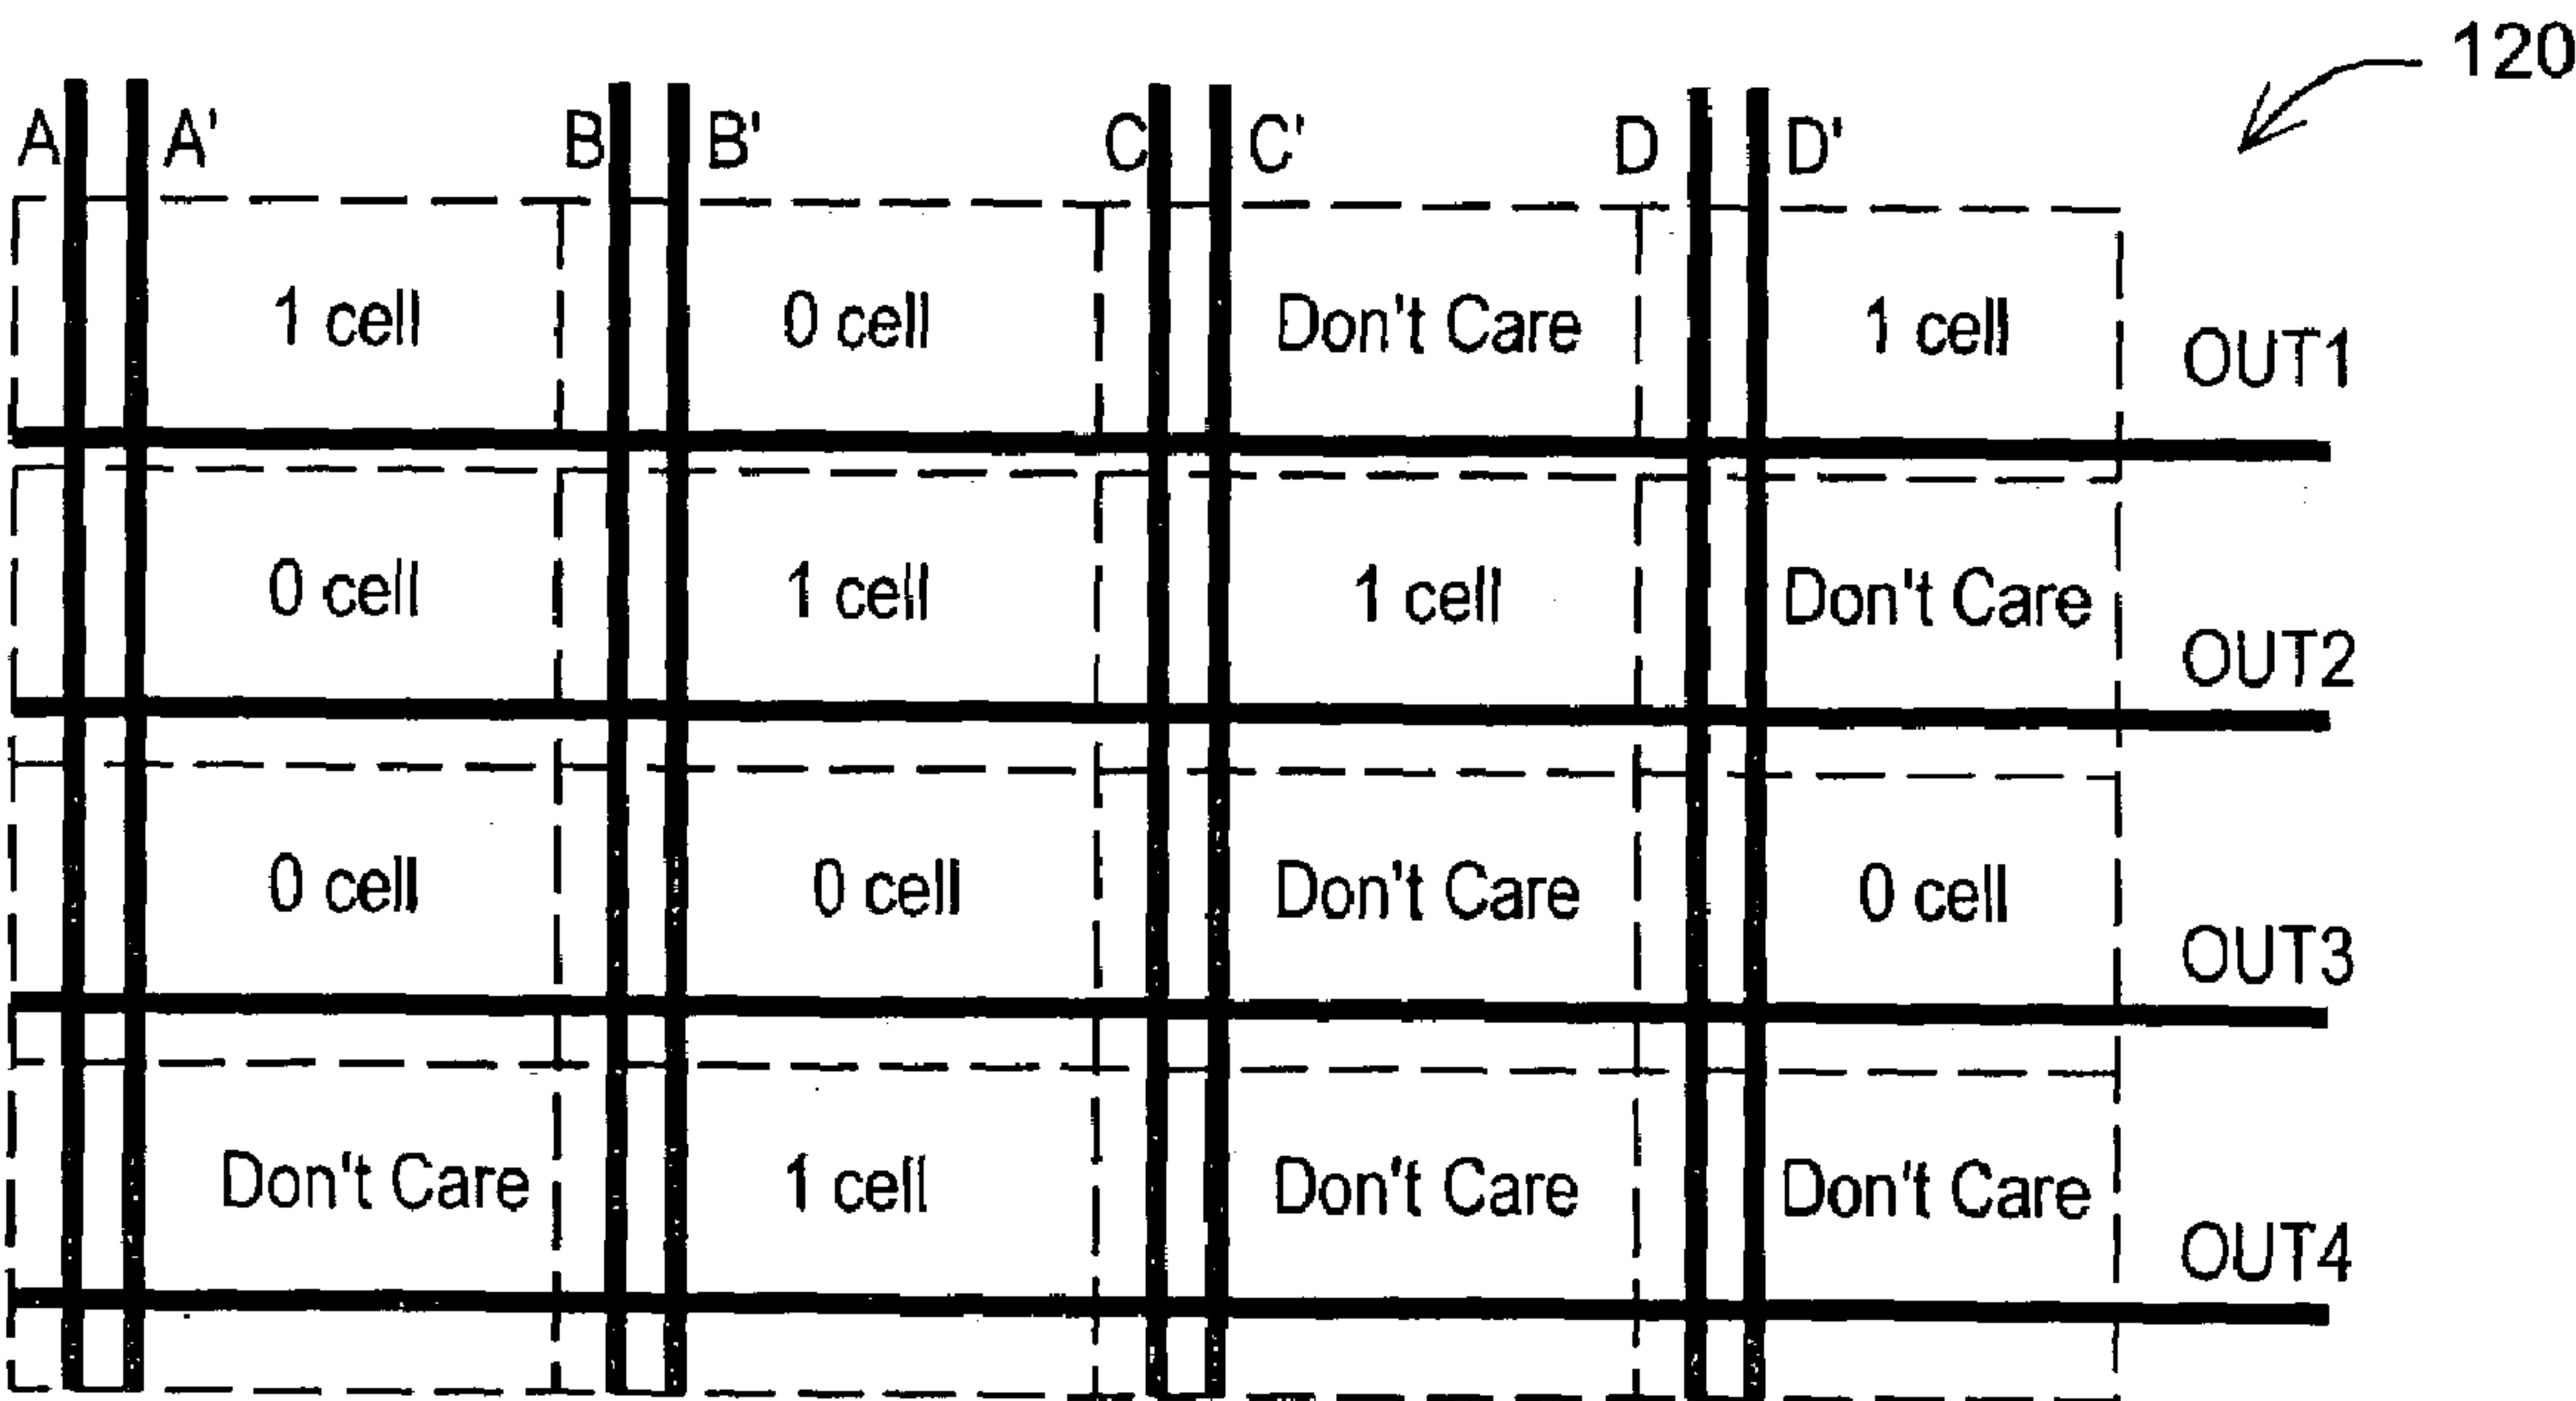 120
A A' B B' C C' D D'
1 cell 0 cell Don't Care 1 cell
OUT1
0 cell 1 cell 1 cell Don't Care
OUT2
0 cell 0 cell Don't Care 0 cell
OUT3
Don't Care 1 cell Don't Care Don't Care
OUT4